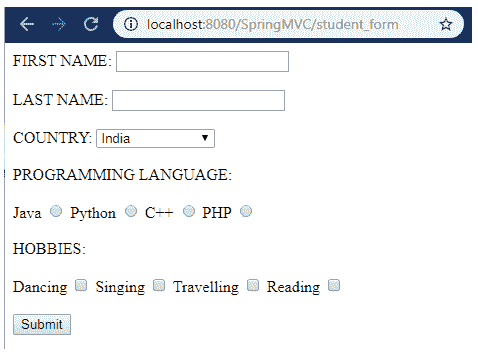 localhost:8080/SpringMVC/student_form
FIRST NAME:
LAST NAME:
COUNTRY: India
PROGRAMMING LANGUAGE:
Java Python C++ PHP
HOBBIES:
Dancing Singing Travelling Reading
Submit